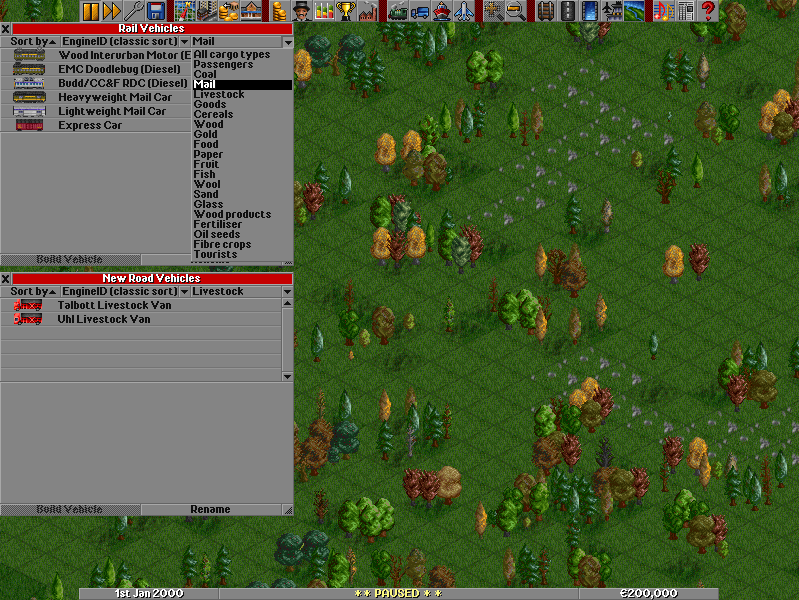 Rail Vehicles
Sort by EngineID (classic sort) Mail
Wood Interurban Motor (E
EMC Doodlebug (Diesel)
Budd/CC&F RDC (Diesel)
Heavyweight Mail Car
Lightweight Mail Car
Express Car
All cargo types
Passengers
Coal
Mail
Livestock
Goods
Cereals
Wood
Gold
Food
Paper
Fruit
Fish
Wool
Sand
Glass
Wood products
Fertiliser
Oil seeds
Fibre crops
Tourists
Build Vehicle
New Road Vehicles
Sort by EngineID (classic sort) Livestock
Talbott Livestock Van
Uhl Livestock Van
Build Vehicle Rename
1st Jan 2000 * * PAUSED * * €200,000